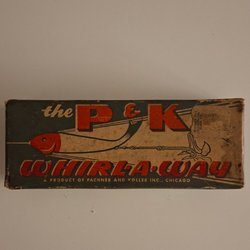 the P & K
WHIRL-A-WAY
A PRODUCT OF PACHNER AND KOLLER INC., CHICAGO